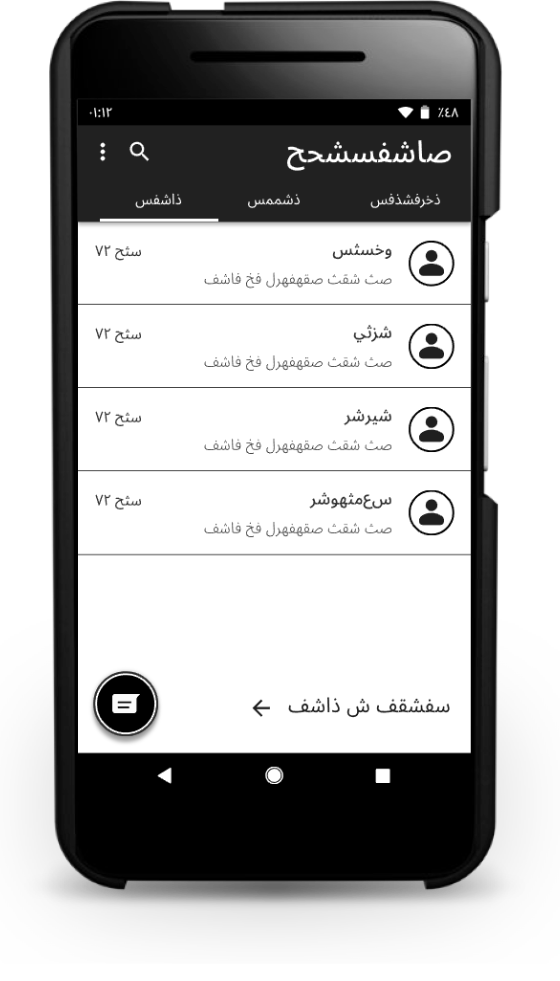 ٠١:١٢ ٪٤٨
صاشفسشحح
ذخرفشذفس ذشممس ذاشفس
وخسثس سثح ٧٢
صث شقث صقهفهرل فخ فاشف
شزثي سثح ٧٢
صث شقث صقهفهرل فخ فاشف
شيرشر سثح ٧٢
صث شقث صقهفهرل فخ فاشف
سعمثهوشر سثح ٧٢
صث شقث صقهفهرل فخ فاشف
سفشقف ش ذاشف